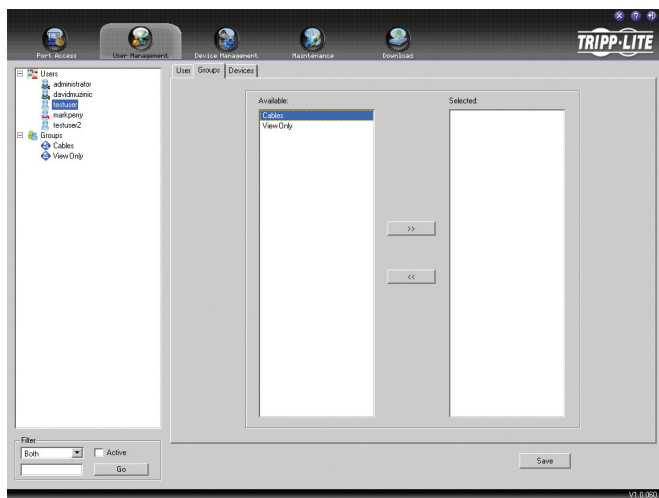 TRIPP·LITE
Port Access
User Management
Device Management
Maintenance
Download
Users
administrator
davidmuzinic
testuser
markperry
testuser2
Groups
Cables
View Only
User
Groups
Devices
Available:
Cables
View Only
Selected:
>>
<<
Filter
Both
Active
Go
Save
V1.0.060